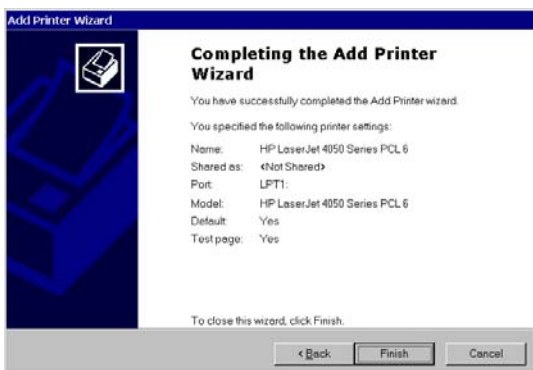 Add Printer Wizard
Completing the Add Printer
Wizard
You have successfully completed the Add Printer wizard.
You specified the following printer settings:
Name: HP LaserJet 4050 Series PCL 6
Shared as: <Not Shared>
Port: LPT1:
Model: HP LaserJet 4050 Series PCL 6
Default: Yes
Test page: Yes
To close this wizard, click Finish.
< Back Finish Cancel